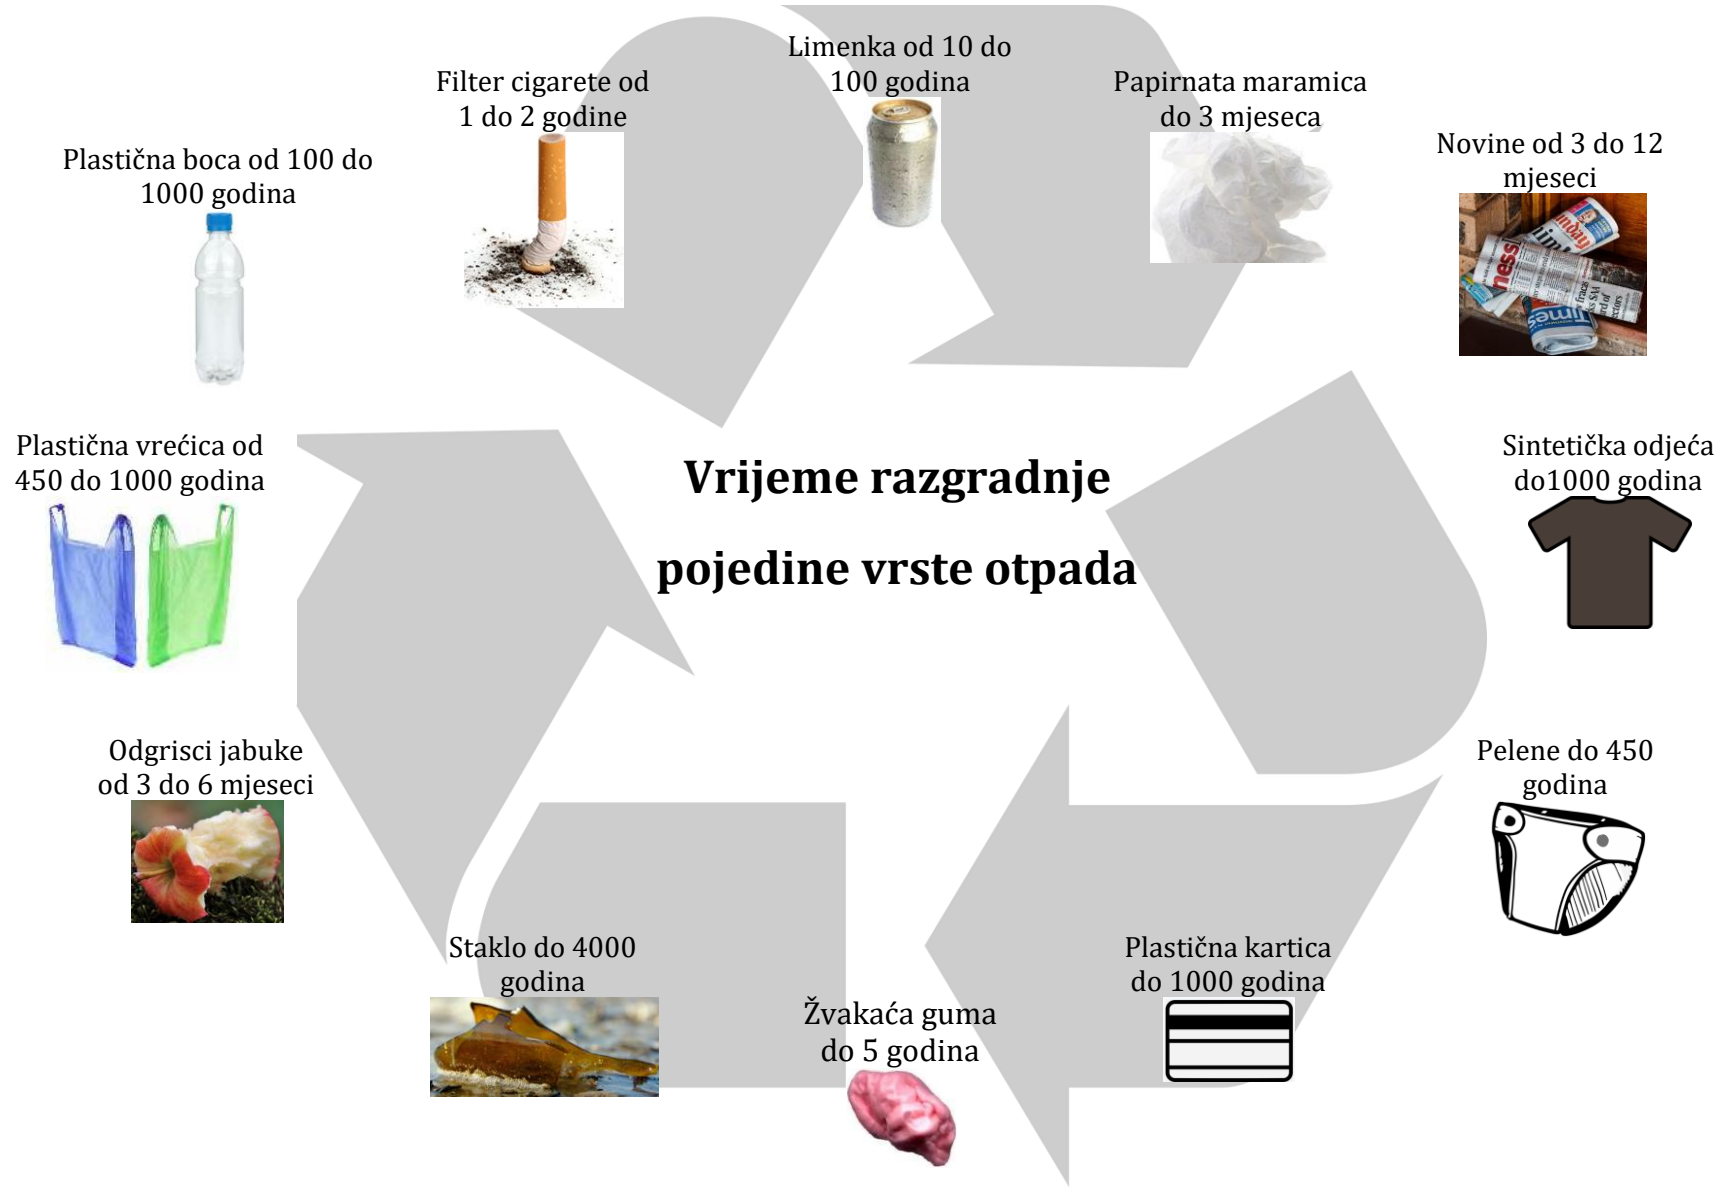 Limenka od 10 do
100 godina
Papirnata maramica
do 3 mjeseca
Novine od 3 do 12
mjeseci
ness
Times
Sintetička odjeća
do1000 godina
Pelene do 450
godina
Plastična kartica
do 1000 godina
Žvakaća guma
do 5 godina
Staklo do 4000
godina
Odgrisci jabuke
od 3 do 6 mjeseci
Plastična vrećica od
450 do 1000 godina
Plastična boca od 100 do
1000 godina
Filter cigarete od
1 do 2 godine
Vrijeme razgradnje
pojedine vrste otpada